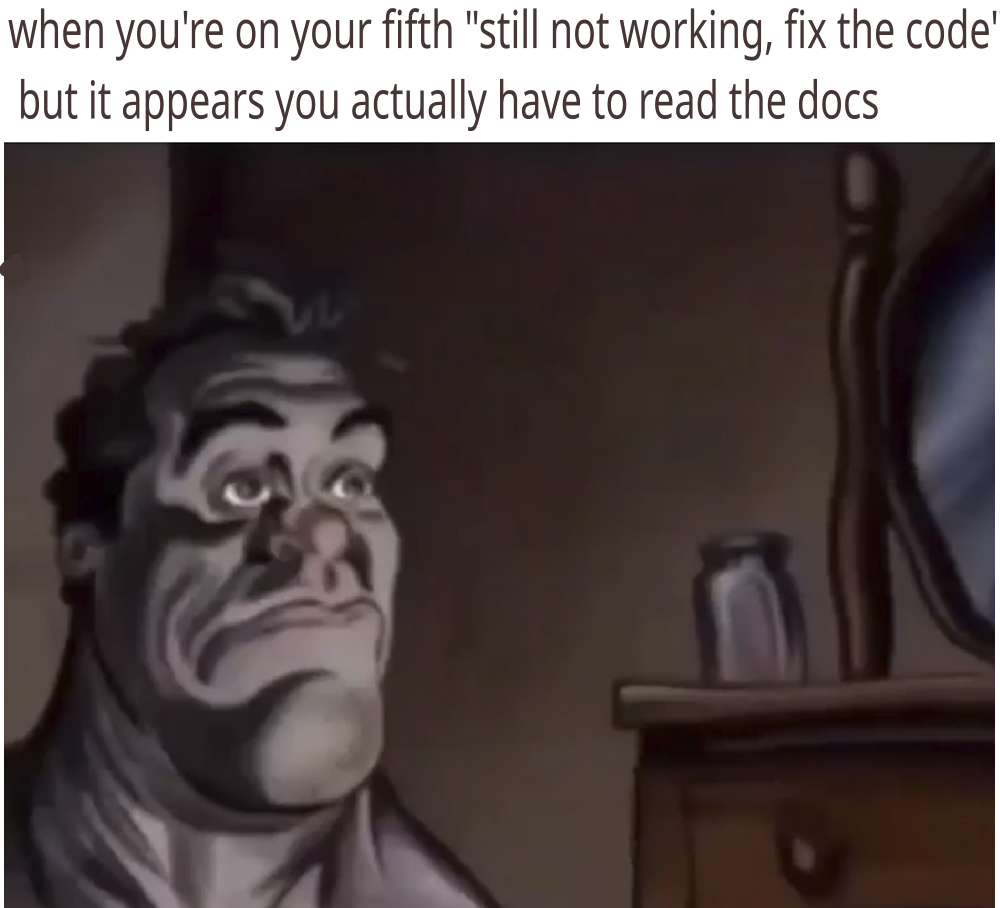 when you're on your fifth "still not working, fix the code'
but it appears you actually have to read the docs